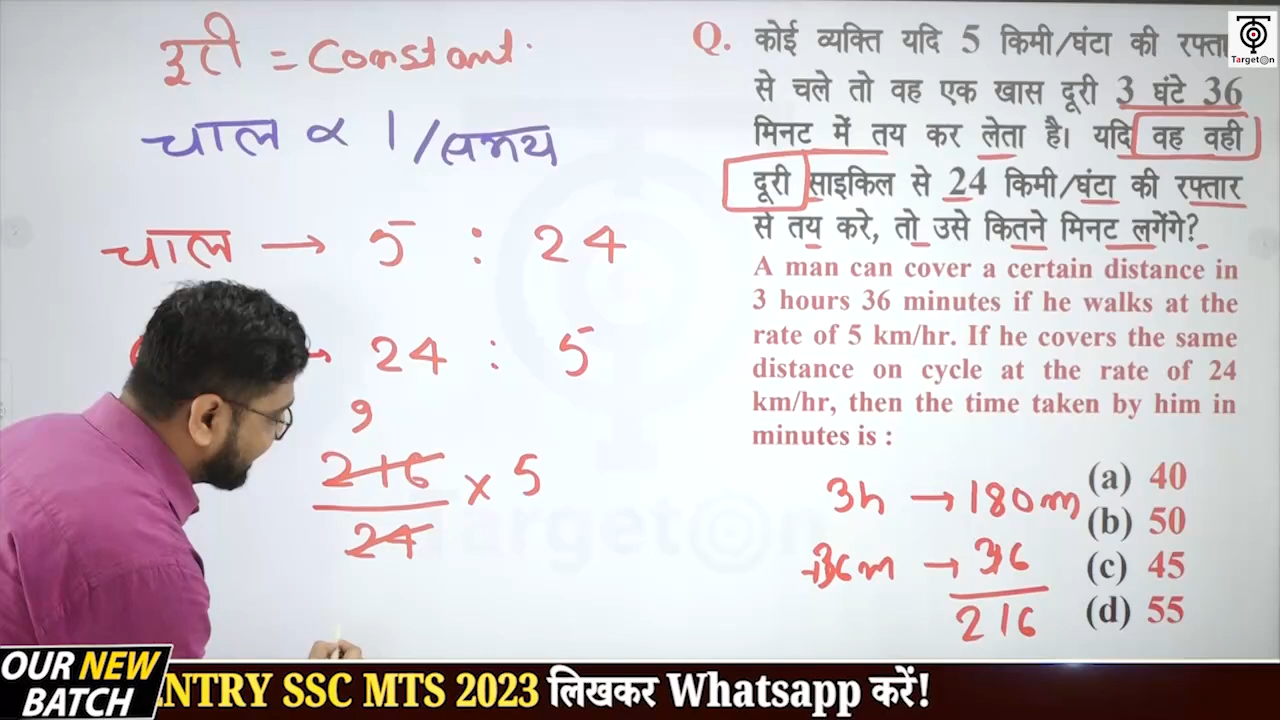 दूरी = Constant.
चाल ∝ 1/समय
चाल → 5 : 24
→ 24 : 5
9
216 × 5
24
Q. कोई व्यक्ति यदि 5 किमी/घंटा की रफ्तार
से चले तो वह एक खास दूरी 3 घंटे 36
मिनट में तय कर लेता है। यदि वह वही
दूरी साइकिल से 24 किमी/घंटा की रफ्तार
से तय करे, तो उसे कितने मिनट लगेंगे?
A man can cover a certain distance in
3 hours 36 minutes if he walks at the
rate of 5 km/hr. If he covers the same
distance on cycle at the rate of 24
km/hr, then the time taken by him in
minutes is :
(a) 40
(b) 50
(c) 45
(d) 55
3h → 180m
+36m → 36
216
TargetOn
TargetOn
OUR NEW
BATCH
ENTRY SSC MTS 2023 लिखकर Whatsapp करें!